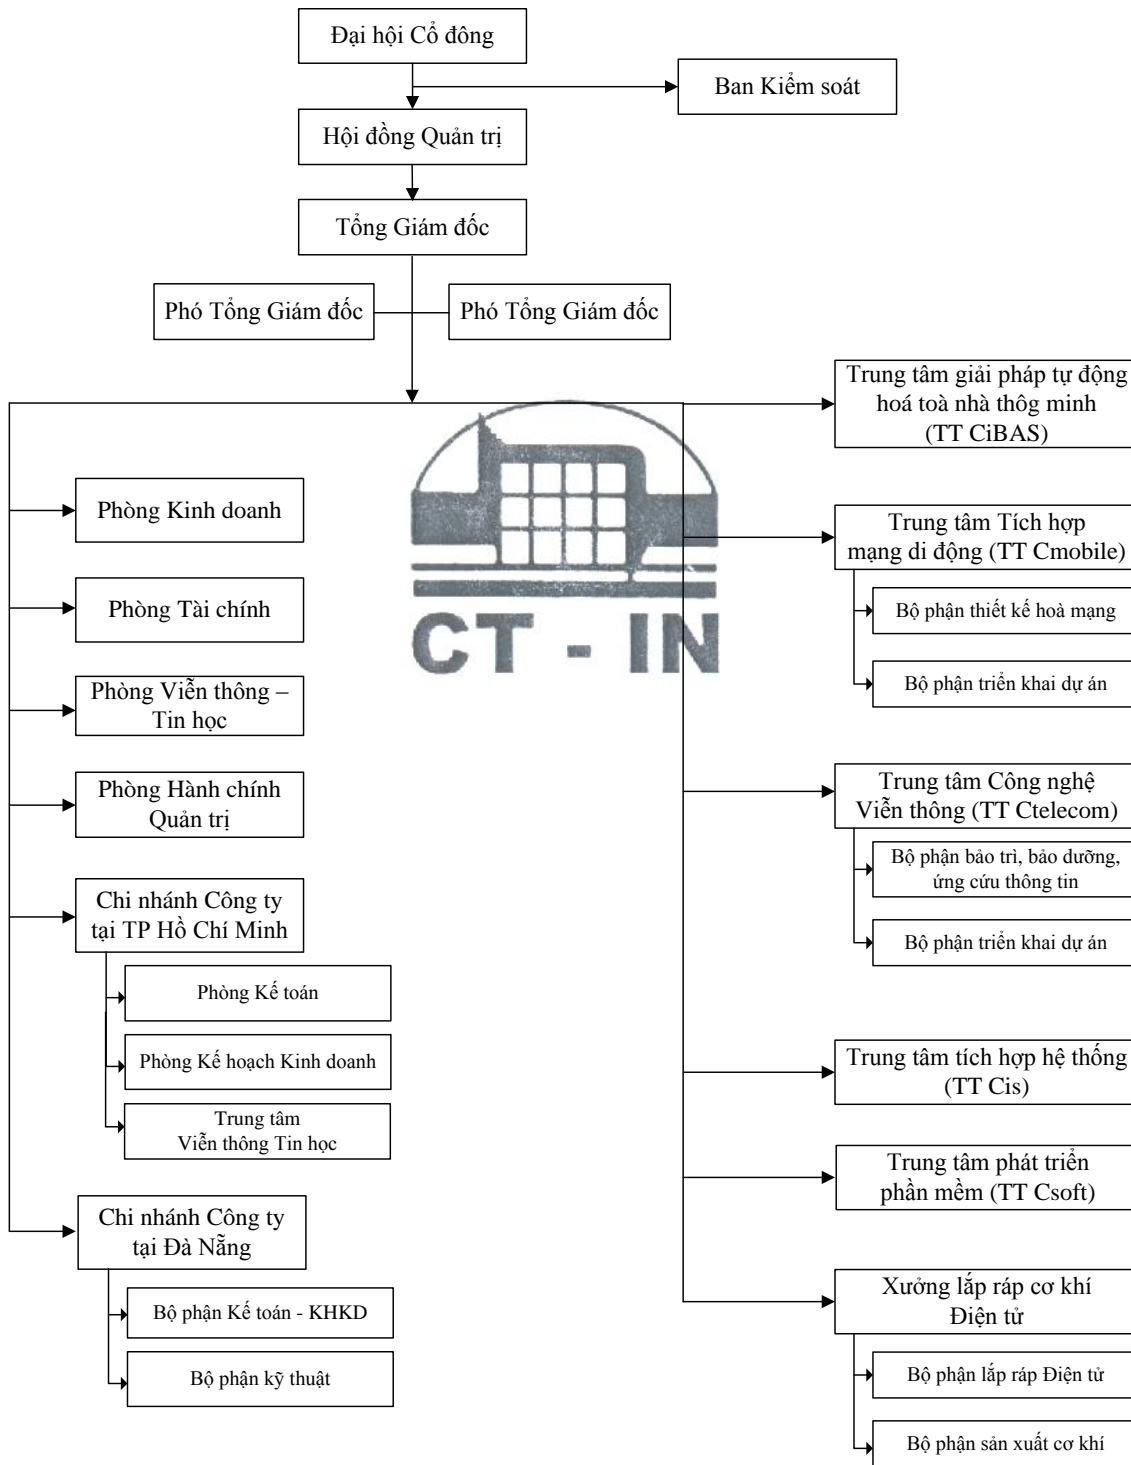 Đại hội Cổ đông
Ban Kiểm soát
Hội đồng Quản trị
Tổng Giám đốc
Phó Tổng Giám đốc
Phó Tổng Giám đốc
Phòng Kinh doanh
Phòng Tài chính
Phòng Viễn thông –
Tin học
Phòng Hành chính
Quản trị
Chi nhánh Công ty
tại TP Hồ Chí Minh
Phòng Kế toán
Phòng Kế hoạch Kinh doanh
Trung tâm
Viễn thông Tin học
Chi nhánh Công ty
tại Đà Nẵng
Bộ phận Kế toán - KHKD
Bộ phận kỹ thuật
CT - IN
Trung tâm giải pháp tự động
hoá toà nhà thôg minh
(TT CiBAS)
Trung tâm Tích hợp
mạng di động (TT Cmobile)
Bộ phận thiết kế hoà mạng
Bộ phận triển khai dự án
Trung tâm Công nghệ
Viễn thông (TT Ctelecom)
Bộ phận bảo trì, bảo dưỡng,
ứng cứu thông tin
Bộ phận triển khai dự án
Trung tâm tích hợp hệ thống
(TT Cis)
Trung tâm phát triển
phần mềm (TT Csoft)
Xưởng lắp ráp cơ khí
Điện tử
Bộ phận lắp ráp Điện tử
Bộ phận sản xuất cơ khí